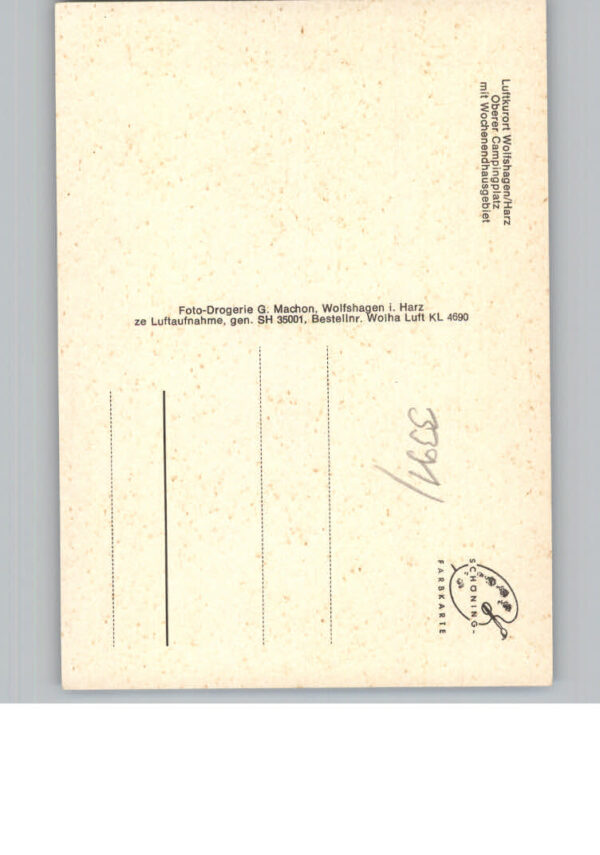 Luftkurort Wolfshagen/Harz
Oberer Campingplatz
mit Wochenendhausgebiet
Foto-Drogerie G. Machon, Wolfshagen i. Harz
ze Luftaufnahme, gen. SH 35001, Bestellnr. Wolha Luft KL 4690
SCHÖNING-
FARBKARTE